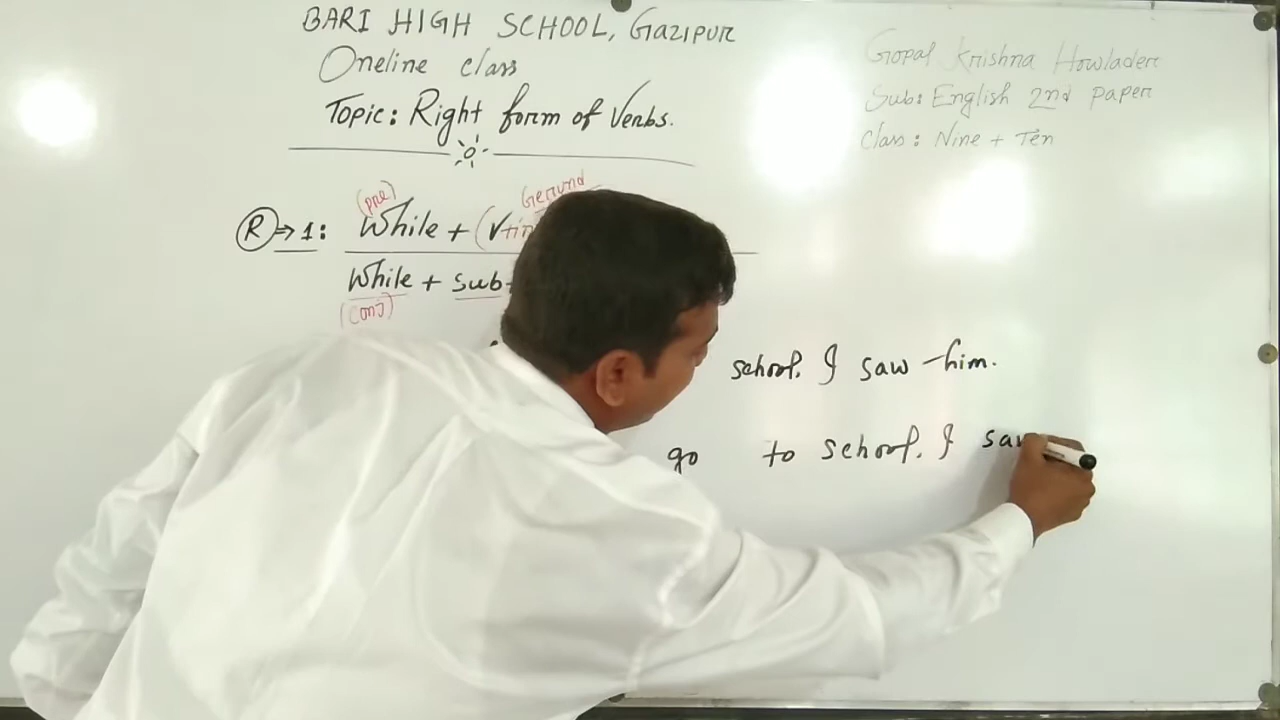 BARI HIGH SCHOOL, Gazipur
Oneline class
Topic: Right form of Verbs.
Gopal Krishna Howlader
Sub: English 2nd paper
Class: Nine + Ten
(pre) Gerund
R ⇒ 1: While + (V+in
While + Sub
(conj)
school. I saw him.
go to school. I saw